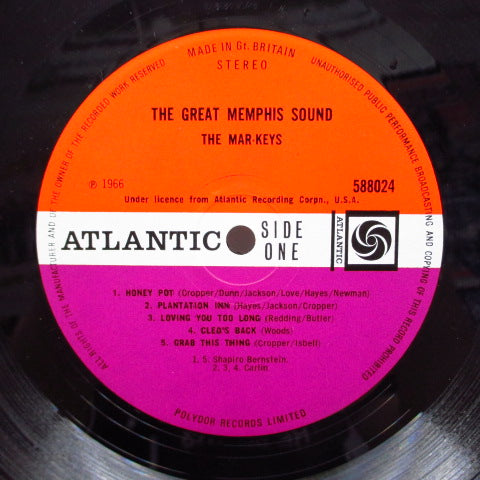 MADE IN Gt. BRITAIN
STEREO
ALL RIGHTS OF THE MANUFACTURER AND OF THE OWNER OF THE RECORDED WORK RESERVED
UNAUTHORISED PUBLIC PERFORMANCE BROADCASTING AND COPYING OF THIS RECORD PROHIBITED
THE GREAT MEMPHIS SOUND
THE MAR-KEYS
℗ 1966
588024
Under licence from Atlantic Recording Corpn., U.S.A.
ATLANTIC
SIDE
ONE
ATLANTIC
1. HONEY POT (Cropper/Dunn/Jackson/Love/Hayes/Newman)
2. PLANTATION INN (Hayes/Jackson/Cropper)
3. LOVING YOU TOO LONG (Redding/Butler)
4. CLEO'S BACK (Woods)
5. GRAB THIS THING (Cropper/Isbell)
1. 5. Shapiro Bernstein.
2. 3. 4. Carlin.
POLYDOR RECORDS LIMITED